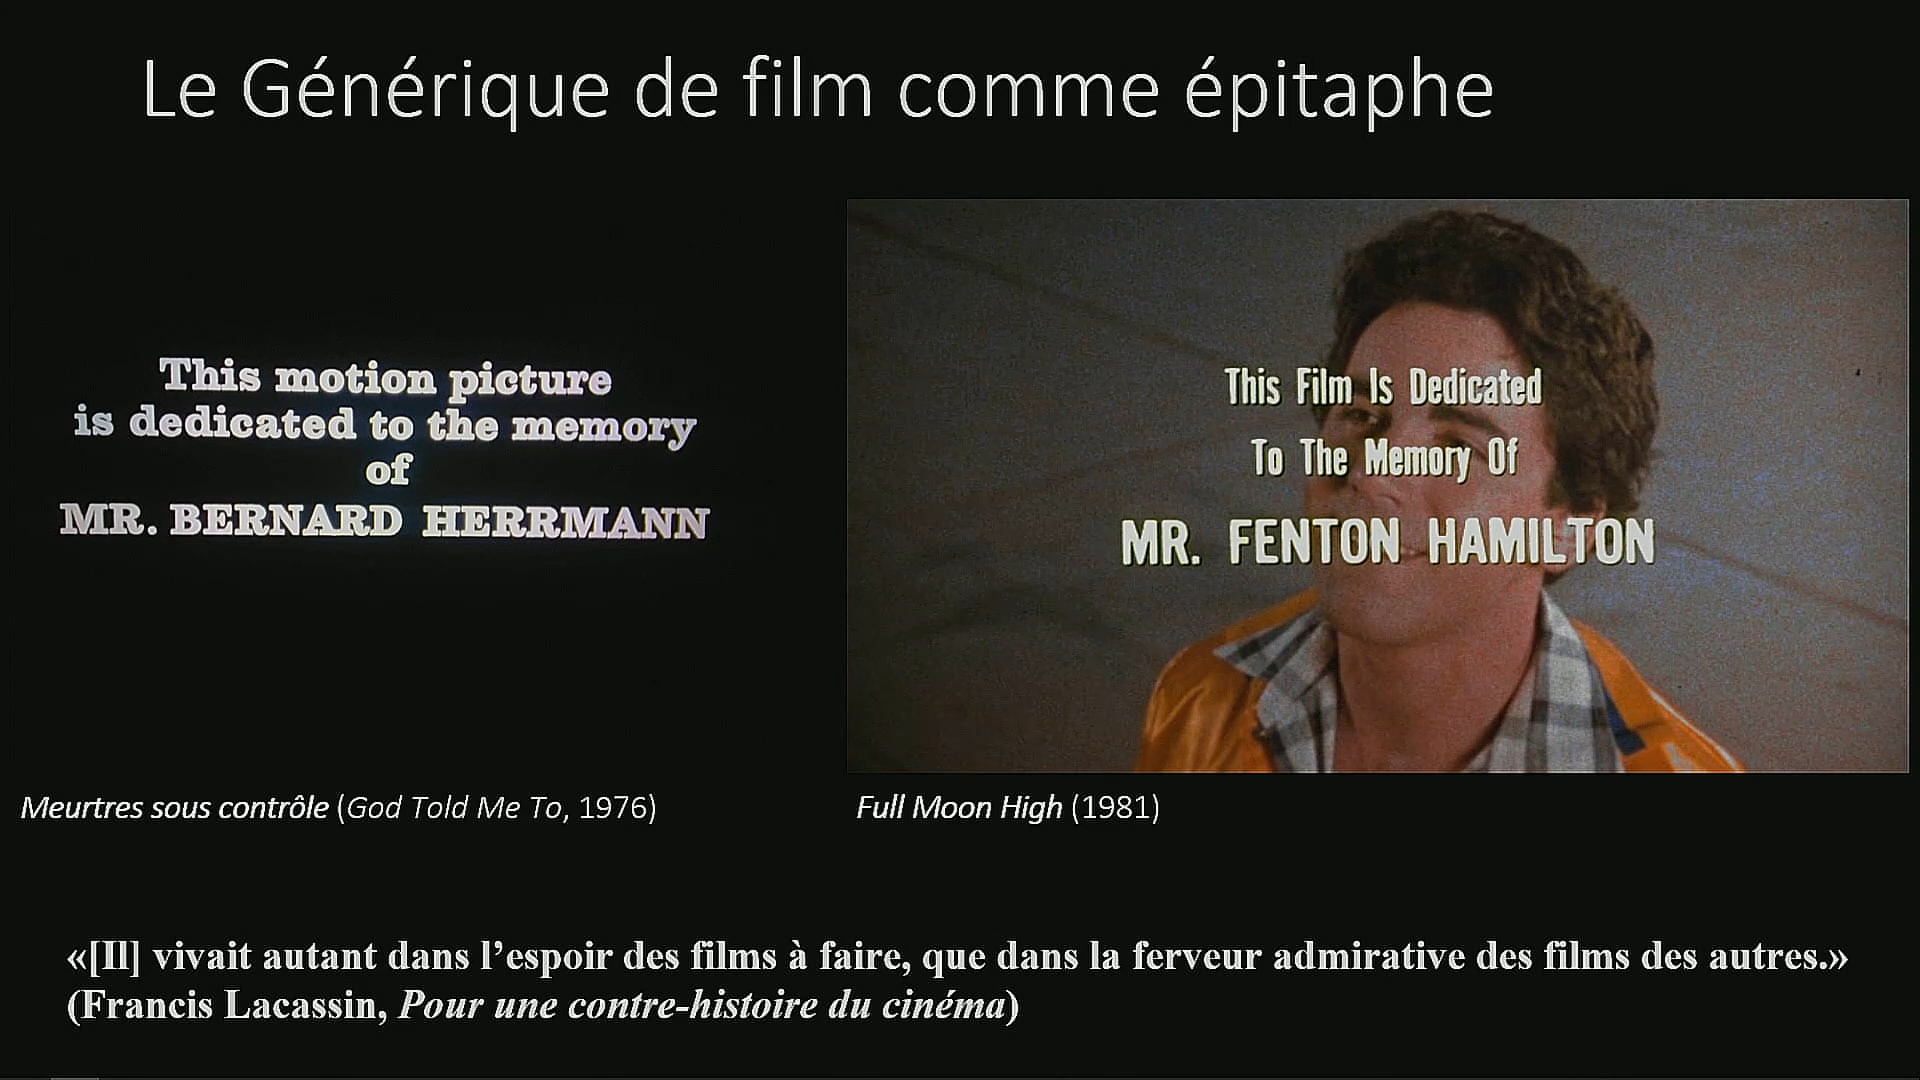 Le Générique de film comme épitaphe
This motion picture
is dedicated to the memory
of
MR. BERNARD HERRMANN
This Film Is Dedicated
To The Memory Of
MR. FENTON HAMILTON
Meurtres sous contrôle (God Told Me To, 1976)
Full Moon High (1981)
«[Il] vivait autant dans l’espoir des films à faire, que dans la ferveur admirative des films des autres.»
(Francis Lacassin, Pour une contre-histoire du cinéma)